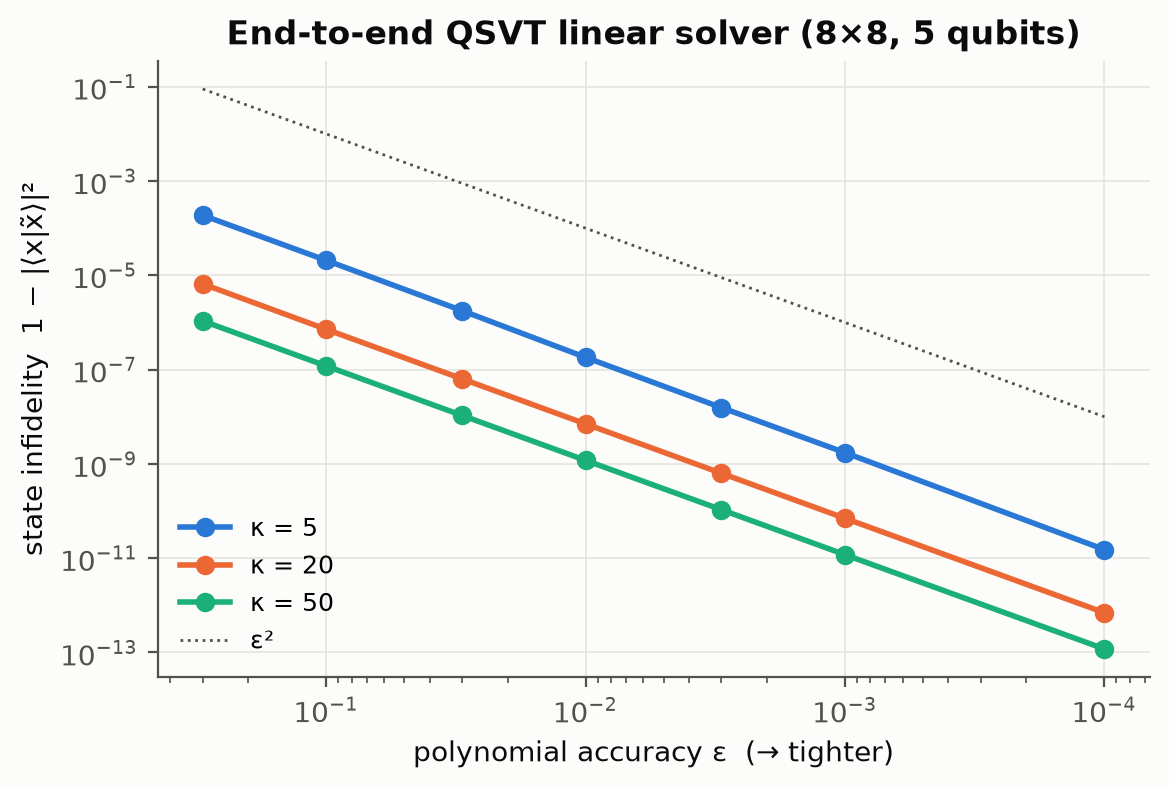 End-to-end QSVT linear solver (8×8, 5 qubits)
state infidelity 1 − |⟨x|x̃⟩|²
10⁻¹
10⁻³
10⁻⁵
10⁻⁷
10⁻⁹
10⁻¹¹
10⁻¹³
κ = 5
κ = 20
κ = 50
ε²
10⁻¹ 10⁻² 10⁻³ 10⁻⁴
polynomial accuracy ε (→ tighter)